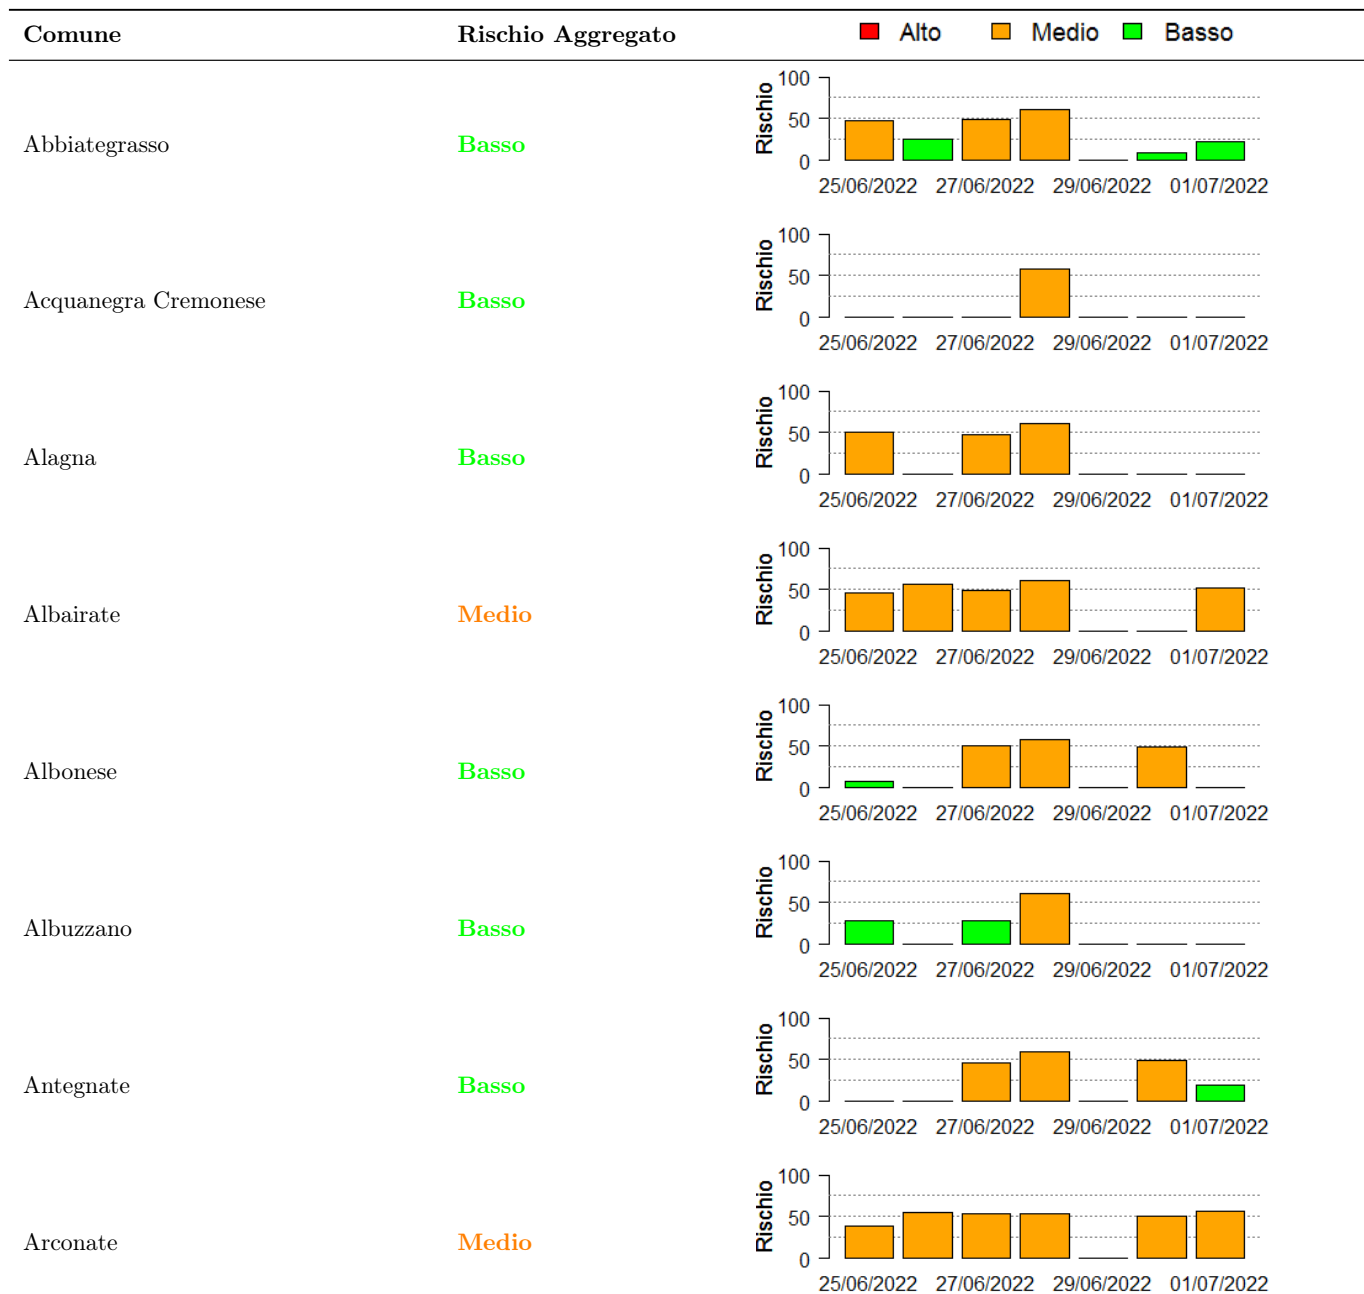 Comune Rischio Aggregato Alto Medio Basso
Abbiategrasso Basso
Rischio
100
50
0
25/06/2022 27/06/2022 29/06/2022 01/07/2022
Acquanegra Cremonese Basso
Rischio
100
50
0
25/06/2022 27/06/2022 29/06/2022 01/07/2022
Alagna Basso
Rischio
100
50
0
25/06/2022 27/06/2022 29/06/2022 01/07/2022
Albairate Medio
Rischio
100
50
0
25/06/2022 27/06/2022 29/06/2022 01/07/2022
Albonese Basso
Rischio
100
50
0
25/06/2022 27/06/2022 29/06/2022 01/07/2022
Albuzzano Basso
Rischio
100
50
0
25/06/2022 27/06/2022 29/06/2022 01/07/2022
Antegnate Basso
Rischio
100
50
0
25/06/2022 27/06/2022 29/06/2022 01/07/2022
Arconate Medio
Rischio
100
50
0
25/06/2022 27/06/2022 29/06/2022 01/07/2022